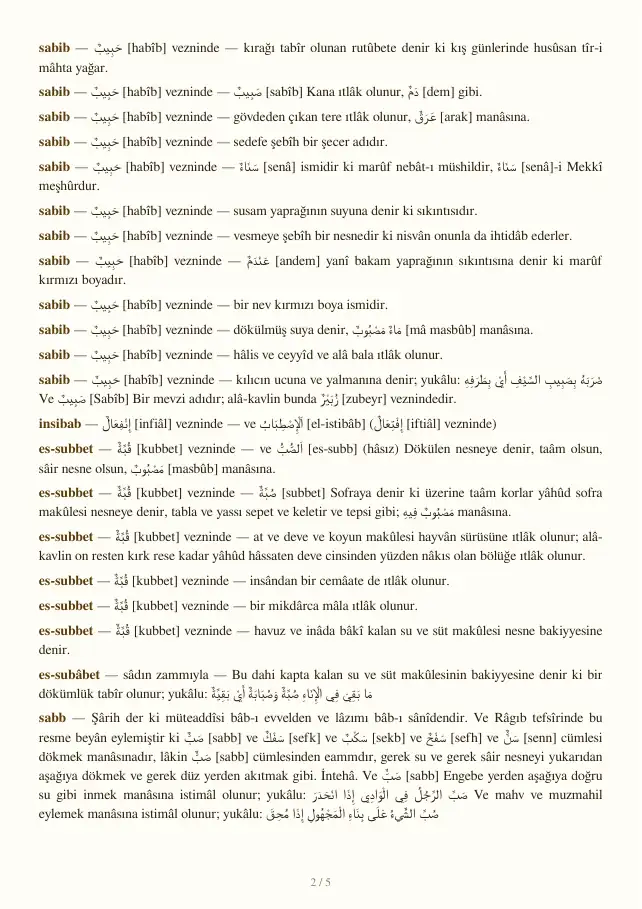 sabib — حَبِيبٌ [habîb] vezninde — kırağı tabîr olunan rutûbete denir ki kış günlerinde husûsan tîr-i
mâhta yağar.
sabib — حَبِيبٌ [habîb] vezninde — صَبِيبٌ [sabîb] Kana ıtlâk olunur, دَمٌ [dem] gibi.
sabib — حَبِيبٌ [habîb] vezninde — gövdeden çıkan tere ıtlâk olunur, عَرَقٌ [arak] manâsına.
sabib — حَبِيبٌ [habîb] vezninde — sedefe şebîh bir şecer adıdır.
sabib — حَبِيبٌ [habîb] vezninde — سَنَاءٌ [senâ] ismidir ki marûf nebât-ı müshildir, سَنَاءٌ [senâ]-i Mekkî
meşhûrdur.
sabib — حَبِيبٌ [habîb] vezninde — susam yaprağının suyuna denir ki sıkıntısıdır.
sabib — حَبِيبٌ [habîb] vezninde — vesmeye şebîh bir nesnedir ki nisvân onunla da ihtidâb ederler.
sabib — حَبِيبٌ [habîb] vezninde — عَنْدَمٌ [andem] yanî bakam yaprağının sıkıntısına denir ki marûf
kırmızı boyadır.
sabib — حَبِيبٌ [habîb] vezninde — bir nev kırmızı boya ismidir.
sabib — حَبِيبٌ [habîb] vezninde — dökülmüş suya denir, مَاءٌ مَصْبُوبٌ [mâ masbûb] manâsına.
sabib — حَبِيبٌ [habîb] vezninde — hâlis ve ceyyîd ve alâ bala ıtlâk olunur.
sabib — حَبِيبٌ [habîb] vezninde — kılıcın ucuna ve yalmanına denir; yukâlu: ضَرَبَهُ بِصَبِيبِ السَّيْفِ أَيْ بِطَرَفِهِ
Ve صَبِيبٌ [Sabîb] Bir mevzi adıdır; alâ-kavlin bunda زُبَيْرٌ [zubeyr] veznindedir.
insibab — إِنْفِعَالٌ [infiâl] vezninde — ve اَلْإِصْطِبَابُ [el-istibâb] (إِفْتِعَالٌ [iftiâl] vezninde)
es-subbet — قُبَّةٌ [kubbet] vezninde — ve اَلصُّبُّ [es-subb] (hâsız) Dökülen nesneye denir, taâm olsun,
sâir nesne olsun, مَصْبُوبٌ [masbûb] manâsına.
es-subbet — قُبَّةٌ [kubbet] vezninde — صُبَّةٌ [subbet] Sofraya denir ki üzerine taâm korlar yâhûd sofra
makûlesi nesneye denir, tabla ve yassı sepet ve keletir ve tepsi gibi; مَصْبُوبٌ فِيهِ manâsına.
es-subbet — قُبَّةٌ [kubbet] vezninde — at ve deve ve koyun makûlesi hayvân sürüsüne ıtlâk olunur; alâ-
kavlin on resten kırk rese kadar yâhûd hâssaten deve cinsinden yüzden nâkıs olan bölüğe ıtlâk olunur.
es-subbet — قُبَّةٌ [kubbet] vezninde — insândan bir cemâate de ıtlâk olunur.
es-subbet — قُبَّةٌ [kubbet] vezninde — bir mikdârca mâla ıtlâk olunur.
es-subbet — قُبَّةٌ [kubbet] vezninde — havuz ve inâda bâkî kalan su ve süt makûlesi nesne bakiyyesine
denir.
es-subâbet — sâdın zammıyla — Bu dahi kapta kalan su ve süt makûlesinin bakiyyesine denir ki bir
dökümlük tabîr olunur; yukâlu: مَا بَقِيَ فِي الْإِنَاءِ صُبَّةٌ وَصُبَابَةٌ أَيْ بَقِيَّةٌ
sabb — Şârih der ki müteaddîsi bâb-ı evvelden ve lâzımı bâb-ı sânîdendir. Ve Râgıb tefsîrinde bu
resme beyân eylemiştir ki صَبٌّ [sabb] ve سَفْكٌ [sefk] ve سَكْبٌ [sekb] ve سَفْحٌ [sefh] ve سَنٌّ [senn] cümlesi
dökmek manâsınadır, lâkin صَبٌّ [sabb] cümlesinden eammdır, gerek su ve gerek sâir nesneyi yukarıdan
aşağıya dökmek ve gerek düz yerden akıtmak gibi. İntehâ. Ve صَبٌّ [sabb] Engebe yerden aşağıya doğru
su gibi inmek manâsına istimâl olunur; yukâlu: صَبَّ الرَّجُلُ فِي الْوَادِي إِذَا انْحَدَرَ Ve mahv ve muzmahil
eylemek manâsına istimâl olunur; yukâlu: صُبَّ الشَّيْءُ عَلَى بِنَاءِ الْمَجْهُولِ إِذَا مُحِقَ
2 / 5